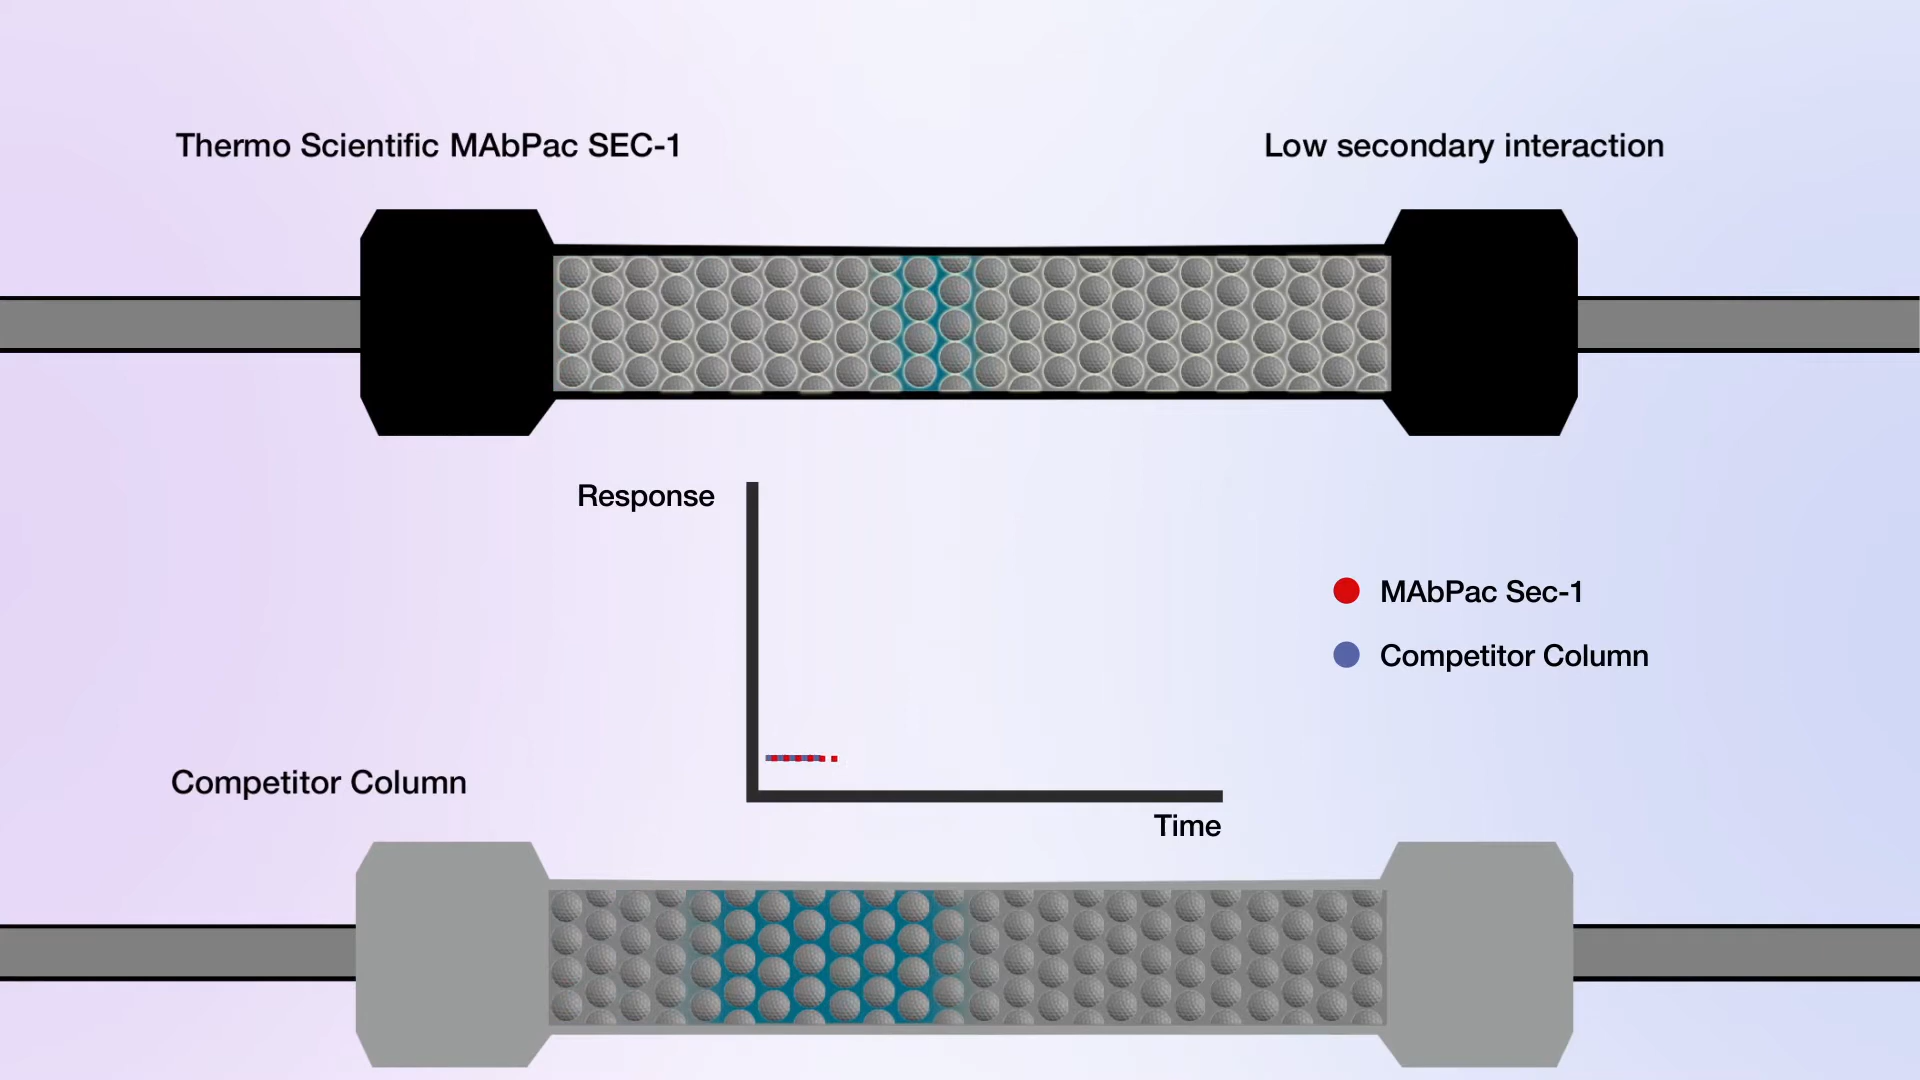 Thermo Scientific MAbPac SEC-1
Low secondary interaction
Response
MAbPac Sec-1
Competitor Column
Competitor Column
Time